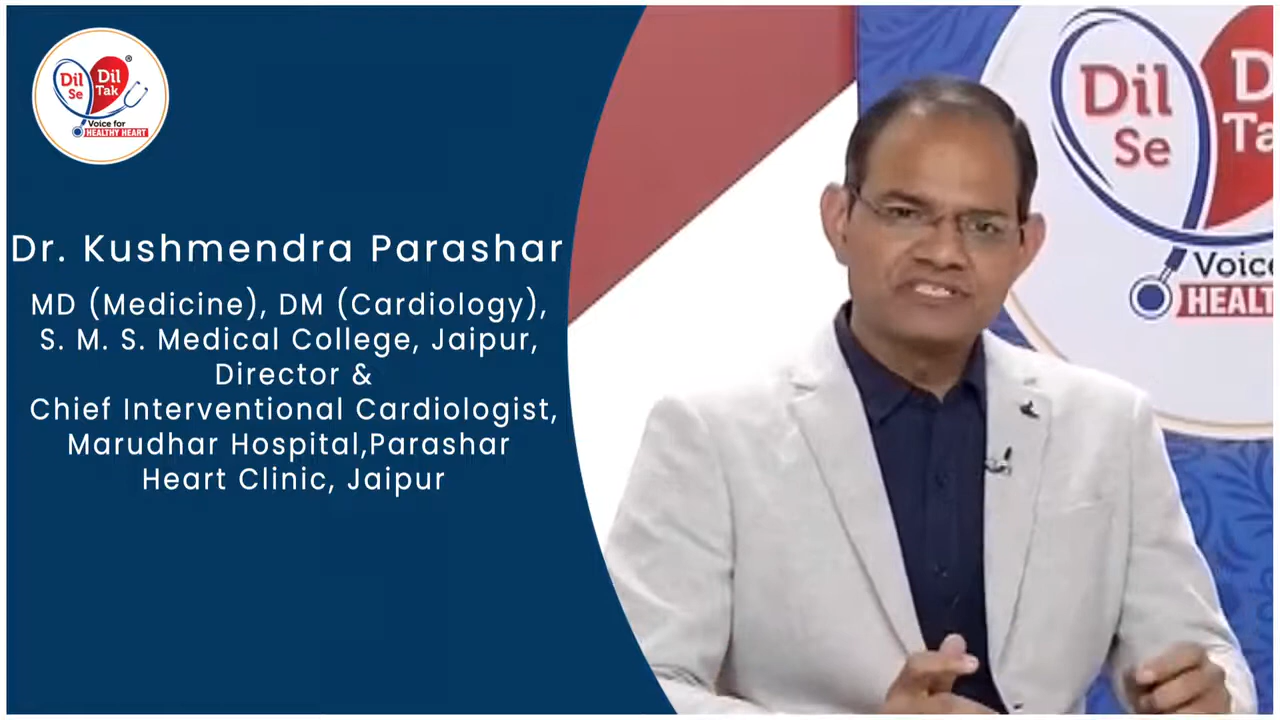 Dil
Se
Dil
Tak
®
Voice for
HEALTHY HEART
Dr. Kushmendra Parashar
MD (Medicine), DM (Cardiology),
S. M. S. Medical College, Jaipur,
Director &
Chief Interventional Cardiologist,
Marudhar Hospital,Parashar
Heart Clinic, Jaipur
Dil
Se
D
Ta
Voice
HEALT